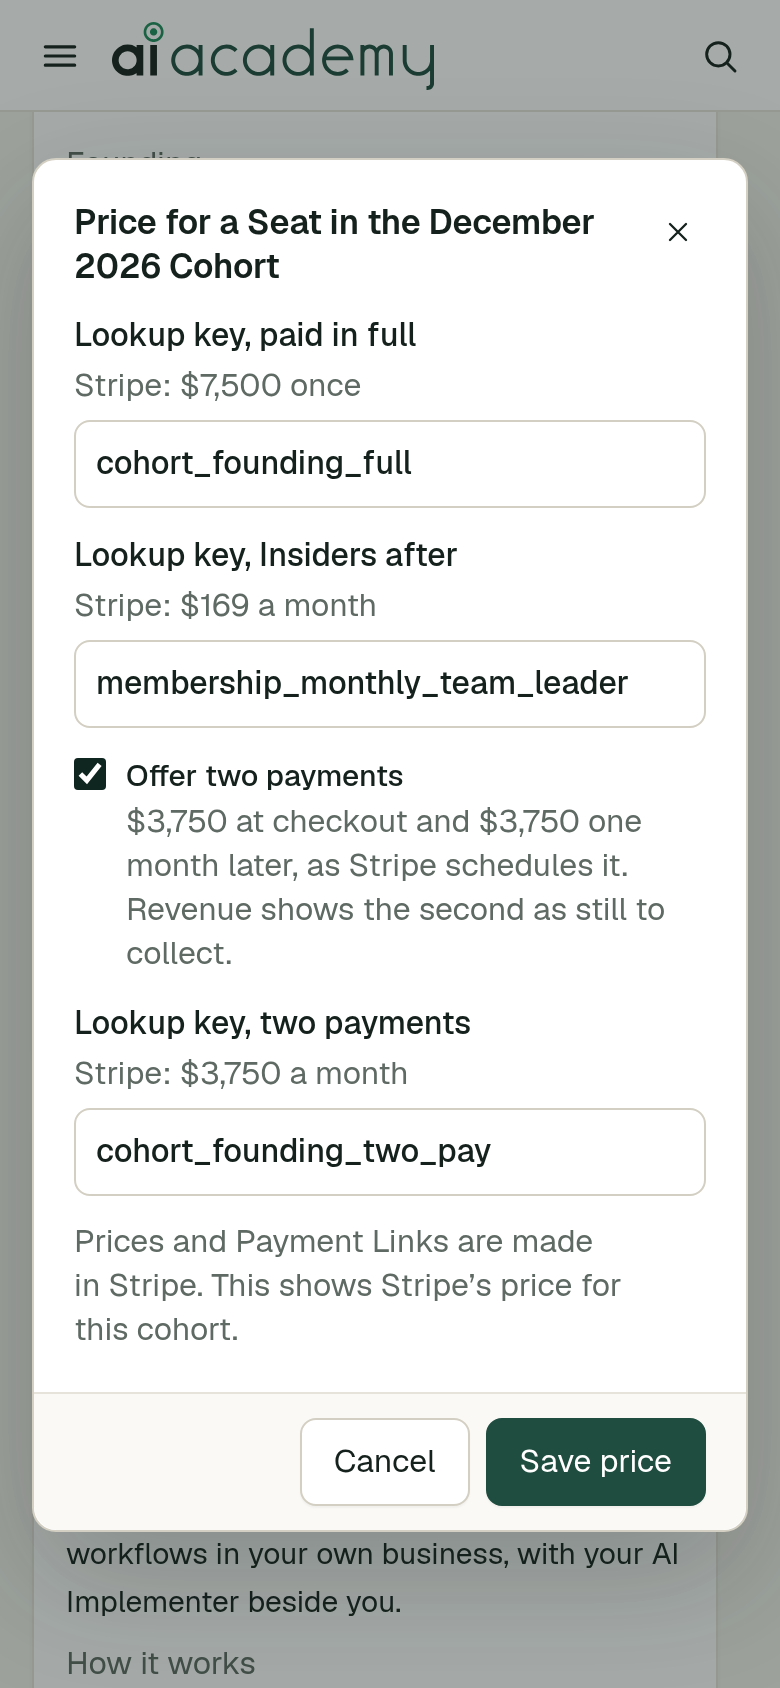 ai academy
Founding
Price for a Seat in the December
2026 Cohort
Lookup key, paid in full
Stripe: $7,500 once
cohort_founding_full
Lookup key, Insiders after
Stripe: $169 a month
membership_monthly_team_leader
Offer two payments
$3,750 at checkout and $3,750 one
month later, as Stripe schedules it.
Revenue shows the second as still to
collect.
Lookup key, two payments
Stripe: $3,750 a month
cohort_founding_two_pay
Prices and Payment Links are made
in Stripe. This shows Stripe’s price for
this cohort.
Cancel
Save price
workflows in your own business, with your AI
Implementer beside you.
How it works